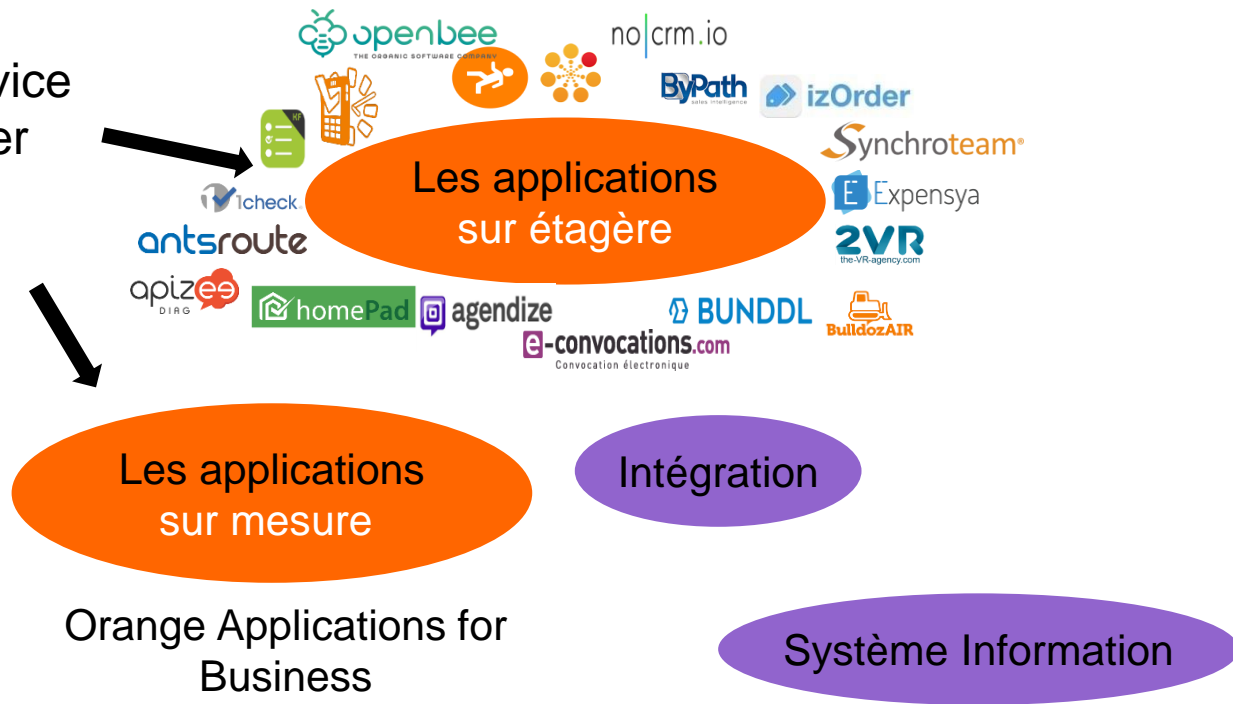 openbee
THE ORGANIC SOFTWARE COMPANY
no|crm.io
ByPath
sales intelligence
izOrder
vice
er
KF
Synchroteam®
Les applications
sur étagère
1check
Expensya
antsroute
2VR
the-VR-agency.com
apizee
DIAG
homePad
agendize
BUNDDL
BulldozAIR
e-convocations.com
Convocation électronique
Les applications
sur mesure
Intégration
Orange Applications for
Business
Système Information